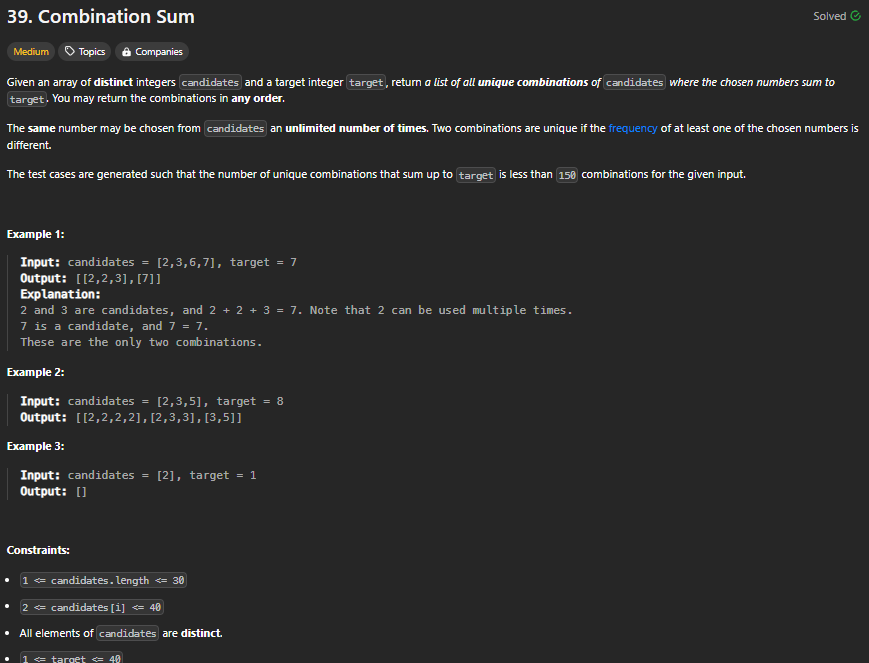 39. Combination Sum
Solved
Medium Topics Companies
Given an array of distinct integers candidates and a target integer target, return a list of all unique combinations of candidates where the chosen numbers sum to
target. You may return the combinations in any order.
The same number may be chosen from candidates an unlimited number of times. Two combinations are unique if the frequency of at least one of the chosen numbers is
different.
The test cases are generated such that the number of unique combinations that sum up to target is less than 150 combinations for the given input.
Example 1:
Input: candidates = [2,3,6,7], target = 7
Output: [[2,2,3],[7]]
Explanation:
2 and 3 are candidates, and 2 + 2 + 3 = 7. Note that 2 can be used multiple times.
7 is a candidate, and 7 = 7.
These are the only two combinations.
Example 2:
Input: candidates = [2,3,5], target = 8
Output: [[2,2,2,2],[2,3,3],[3,5]]
Example 3:
Input: candidates = [2], target = 1
Output: []
Constraints:
• 1 <= candidates.length <= 30
• 2 <= candidates[i] <= 40
• All elements of candidates are distinct.
• 1 <= target <= 40